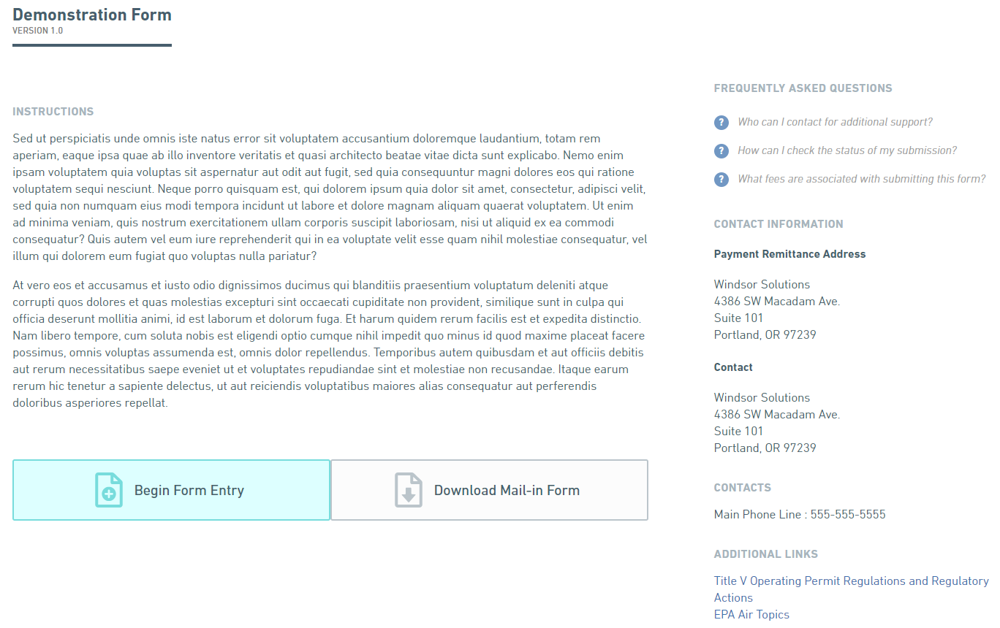 Demonstration Form
VERSION 1.0
INSTRUCTIONS
Sed ut perspiciatis unde omnis iste natus error sit voluptatem accusantium doloremque laudantium, totam rem
aperiam, eaque ipsa quae ab illo inventore veritatis et quasi architecto beatae vitae dicta sunt explicabo. Nemo enim
ipsam voluptatem quia voluptas sit aspernatur aut odit aut fugit, sed quia consequuntur magni dolores eos qui ratione
voluptatem sequi nesciunt. Neque porro quisquam est, qui dolorem ipsum quia dolor sit amet, consectetur, adipisci velit,
sed quia non numquam eius modi tempora incidunt ut labore et dolore magnam aliquam quaerat voluptatem. Ut enim
ad minima veniam, quis nostrum exercitationem ullam corporis suscipit laboriosam, nisi ut aliquid ex ea commodi
consequatur? Quis autem vel eum iure reprehenderit qui in ea voluptate velit esse quam nihil molestiae consequatur, vel
illum qui dolorem eum fugiat quo voluptas nulla pariatur?
At vero eos et accusamus et iusto odio dignissimos ducimus qui blanditiis praesentium voluptatum deleniti atque
corrupti quos dolores et quas molestias excepturi sint occaecati cupiditate non provident, similique sunt in culpa qui
officia deserunt mollitia animi, id est laborum et dolorum fuga. Et harum quidem rerum facilis est et expedita distinctio.
Nam libero tempore, cum soluta nobis est eligendi optio cumque nihil impedit quo minus id quod maxime placeat facere
possimus, omnis voluptas assumenda est, omnis dolor repellendus. Temporibus autem quibusdam et aut officiis debitis
aut rerum necessitatibus saepe eveniet ut et voluptates repudiandae sint et molestiae non recusandae. Itaque earum
rerum hic tenetur a sapiente delectus, ut aut reiciendis voluptatibus maiores alias consequatur aut perferendis
doloribus asperiores repellat.
Begin Form Entry
Download Mail-in Form
FREQUENTLY ASKED QUESTIONS
? Who can I contact for additional support?
? How can I check the status of my submission?
? What fees are associated with submitting this form?
CONTACT INFORMATION
Payment Remittance Address
Windsor Solutions
4386 SW Macadam Ave.
Suite 101
Portland, OR 97239
Contact
Windsor Solutions
4386 SW Macadam Ave.
Suite 101
Portland, OR 97239
CONTACTS
Main Phone Line : 555-555-5555
ADDITIONAL LINKS
Title V Operating Permit Regulations and Regulatory
Actions
EPA Air Topics